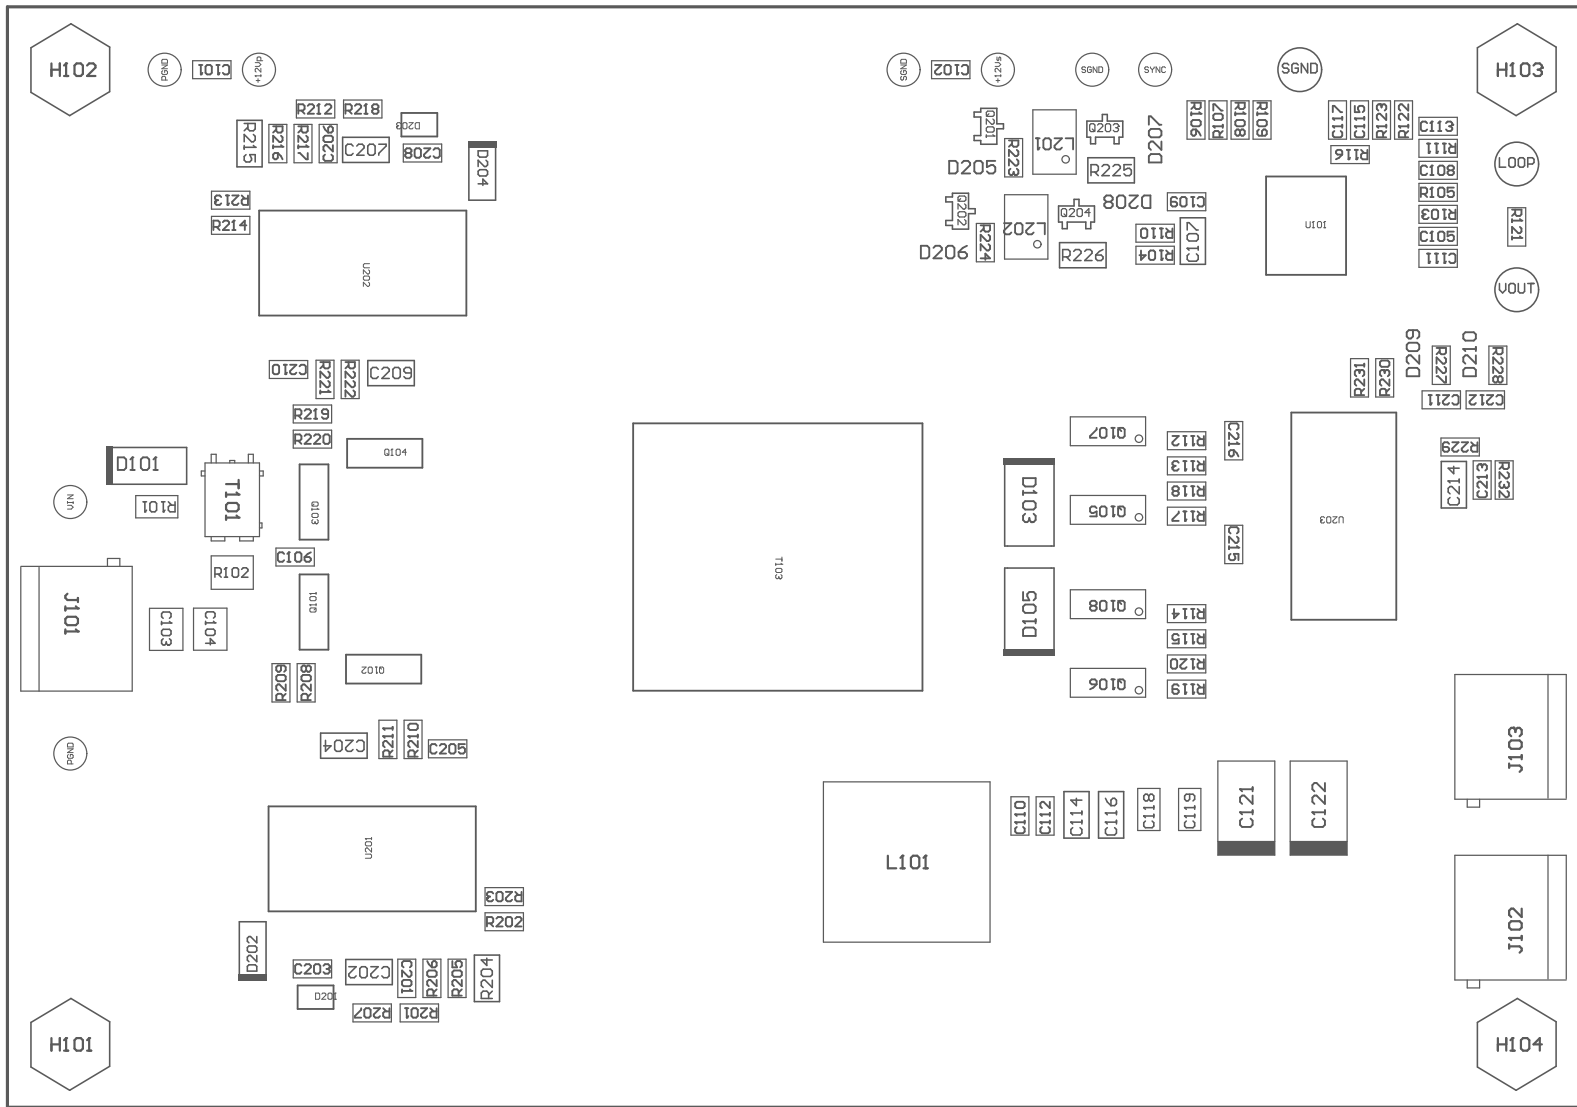 H102
PGND
C101
+12Vp
SGND
C102
+12Vs
SGND
SYNC
SGND
H103
R212
R218
D203
R215
R216
R217
C206
C207
C208
D204
Q201
R223
L201
Q203
D207
D205
R225
R106
R107
R108
R109
C117
C115
R123
R122
R116
C113
R111
C108
R105
R103
C105
C111
LOOP
R121
VOUT
R213
R214
U202
Q202
R224
L202
Q204
D208
D206
R226
C109
R110
R104
C107
U101
C210
R221
R222
C209
R219
R220
Q104
D209
R227
D210
R228
R231
R230
C211
C212
D101
R101
VIN
T101
Q103
C106
R102
Q101
J101
C103
C104
Q102
R209
R208
PGND
C204
R211
R210
C205
T103
Q107
D103
Q105
D105
Q108
Q106
R112
R113
R118
R117
C216
C215
R114
R115
R120
R119
U203
R229
C214
C213
R232
J103
U201
R203
R202
D202
C203
D201
C202
C201
R206
R205
R204
R207
R201
L101
C110
C112
C114
C116
C118
C119
C121
C122
J102
H101
H104